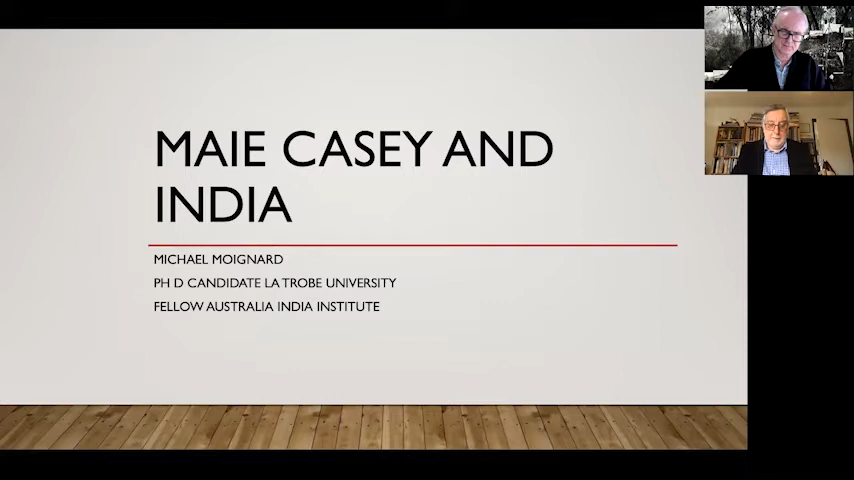 MAIE CASEY AND
INDIA
MICHAEL MOIGNARD
PH D CANDIDATE LA TROBE UNIVERSITY
FELLOW AUSTRALIA INDIA INSTITUTE